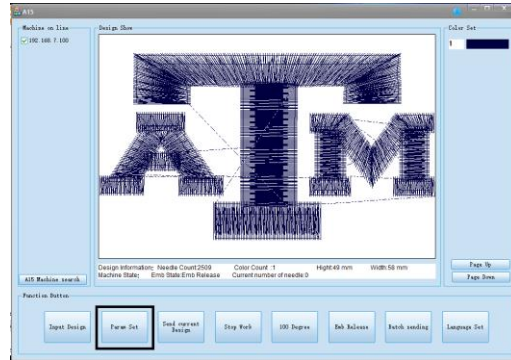 A15
Machine on line
192.168.7.100
A15 Machine search
Design Show
ATM
Design Information: Needle Count:2509 Color Count :1 Hight:49 mm Width:58 mm
Machine State: Emb State:Emb Release Current number of needle:0
Color Set
1
Page Up
Page Down
Function Button
Input Design
Param Set
Send current
Design
Stop Work
100 Degree
Emb Release
Batch sending
Language Set